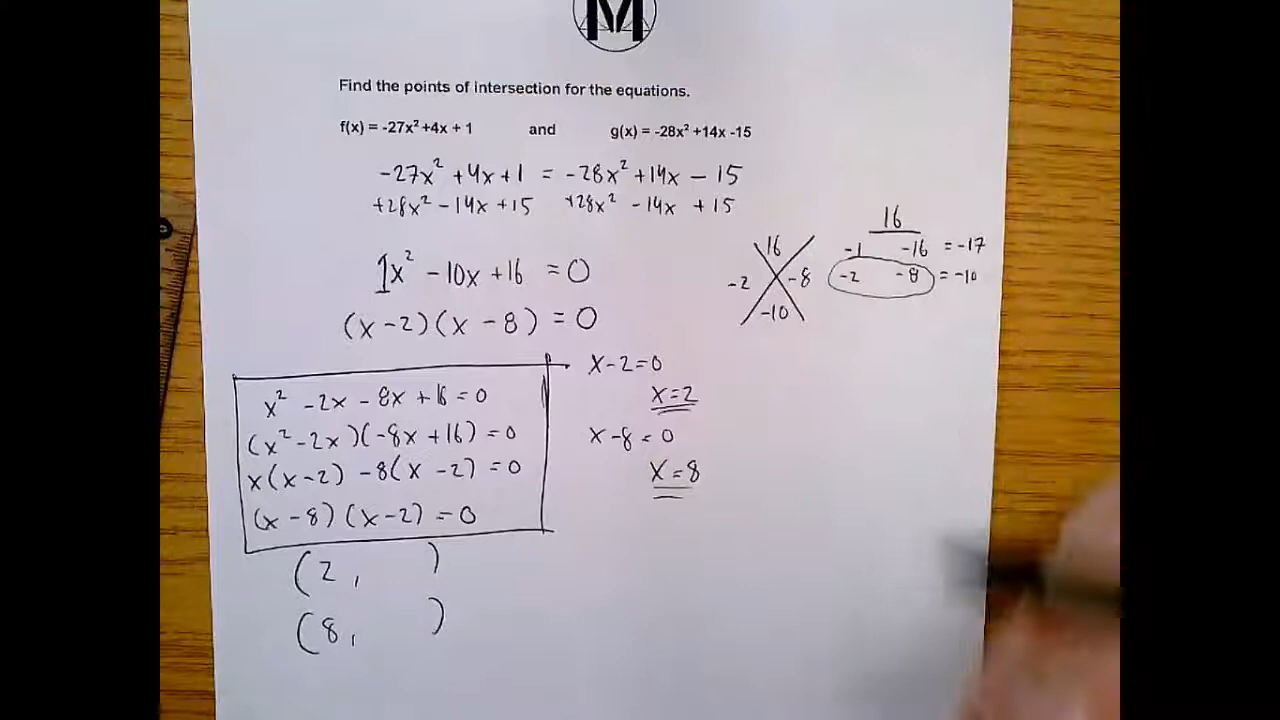 M
Find the points of intersection for the equations.
f(x) = -27x² +4x + 1 and g(x) = -28x² +14x -15
-27x² +4x+1 = -28x² +14x - 15
+28x² -14x +15 +28x² -14x +15
1x² -10x +16 = 0
(x-2)(x-8) = 0
16
-2 -8
-10
16
-1 -16 = -17
-2 -8 = -10
x² -2x - 8x +16 = 0
(x²-2x)(-8x+16) = 0
x(x-2) -8(x-2) = 0
(x-8)(x-2) = 0
x-2=0
x=2
x-8=0
x=8
(2, )
(8, )